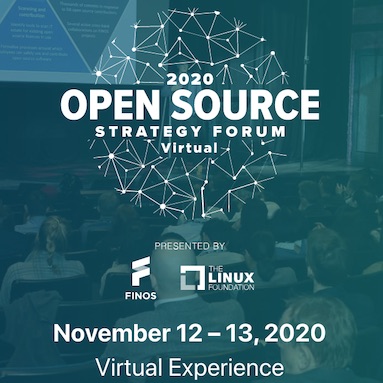 2020
OPEN SOURCE
STRATEGY FORUM
Virtual
PRESENTED BY
FINOS
THE
LINUX
FOUNDATION
November 12 – 13, 2020
Virtual Experience